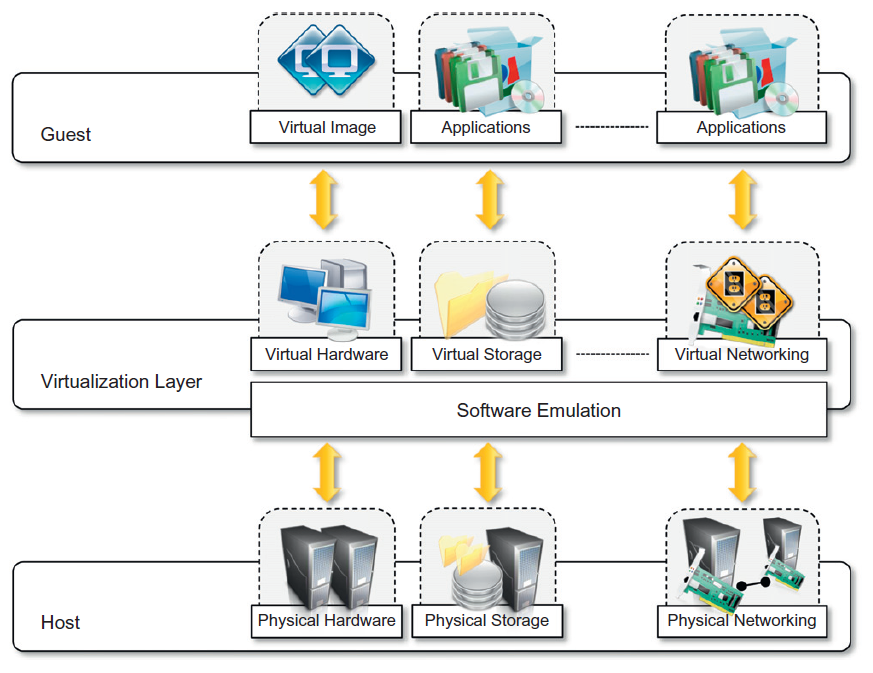 Guest
Virtual Image
Applications
Applications
Virtualization Layer
Virtual Hardware
Virtual Storage
Virtual Networking
Software Emulation
Host
Physical Hardware
Physical Storage
Physical Networking